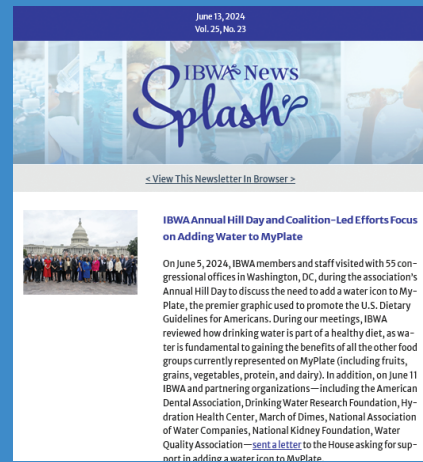 June 13, 2024
Vol. 25, No. 23
IBWA News
Splash
< View This Newsletter In Browser >
IBWA Annual Hill Day and Coalition-Led Efforts Focus
on Adding Water to MyPlate
On June 5, 2024, IBWA members and staff visited with 55 con-
gressional offices in Washington, DC, during the association's
Annual Hill Day to discuss the need to add a water icon to My-
Plate, the premier graphic used to promote the U.S. Dietary
Guidelines for Americans. During our meetings, IBWA
reviewed how drinking water is part of a healthy diet, as wa-
ter is fundamental to gaining the benefits of all the other food
groups currently represented on MyPlate (including fruits,
grains, vegetables, protein, and dairy). In addition, on June 11
IBWA and partnering organizations—including the American
Dental Association, Drinking Water Research Foundation, Hy-
dration Health Center, March of Dimes, National Association
of Water Companies, National Kidney Foundation, Water
Quality Association—sent a letter to the House asking for sup-
port in adding a water icon to MyPlate.